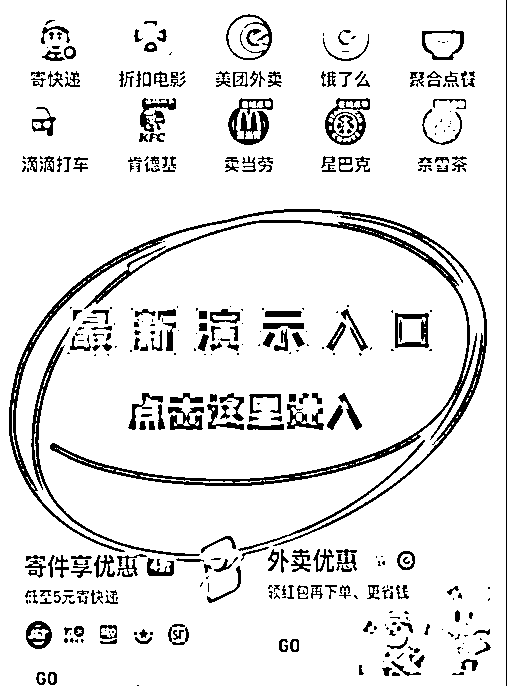 寄快递 折扣电影 美团外卖 饿了么 聚合点餐
KFC
滴滴打车 肯德基 卖当劳 星巴克 奈雪茶
最新演示入口
点击这里进入
寄件享优惠 外卖优惠
低至5元寄快递 领红包再下单、更省钱
SF
GO
GO